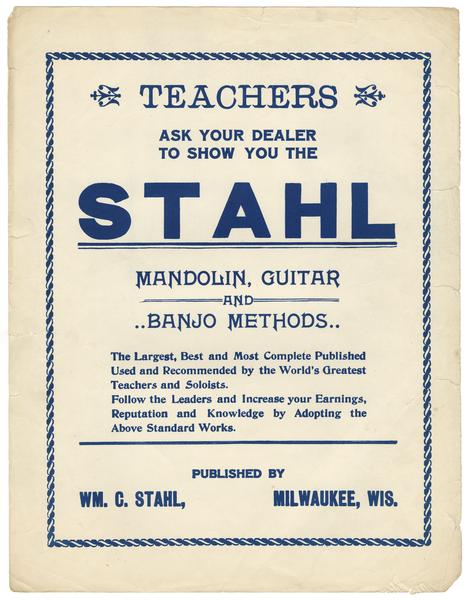 TEACHERS
ASK YOUR DEALER
TO SHOW YOU THE
STAHL
MANDOLIN, GUITAR
AND
..BANJO METHODS..
The Largest, Best and Most Complete Published
Used and Recommended by the World's Greatest
Teachers and Soloists.
Follow the Leaders and Increase your Earnings,
Reputation and Knowledge by Adopting the
Above Standard Works.
PUBLISHED BY
WM. C. STAHL, MILWAUKEE, WIS.